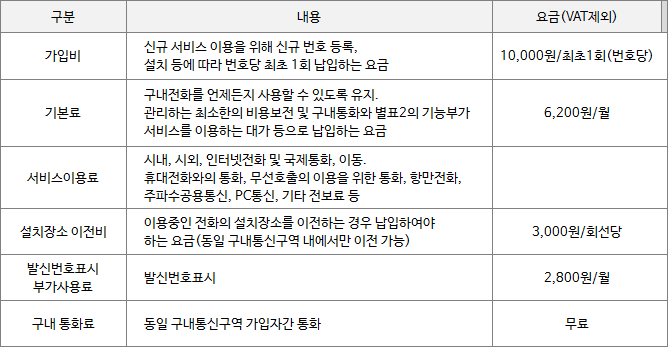 구분 내용 요금(VAT제외)
가입비
신규 서비스 이용을 위해 신규 번호 등록,
설치 등에 따라 번호당 최초 1회 납입하는 요금
10,000원/최초1회(번호당)
기본료
구내전화를 언제든지 사용할 수 있도록 유지.
관리하는 최소한의 비용보전 및 구내통화와 별표2의 기능부가
서비스를 이용하는 대가 등으로 납입하는 요금
6,200원/월
서비스이용료
시내, 시외, 인터넷전화 및 국제통화, 이동.
휴대전화와의 통화, 무선호출의 이용을 위한 통화, 항만전화,
주파수공용통신, PC통신, 기타 전보료 등
설치장소 이전비
이용중인 전화의 설치장소를 이전하는 경우 납입하여야
하는 요금(동일 구내통신구역 내에서만 이전 가능)
3,000원/회선당
발신번호표시
부가사용료
발신번호표시
2,800원/월
구내 통화료
동일 구내통신구역 가입자간 통화
무료